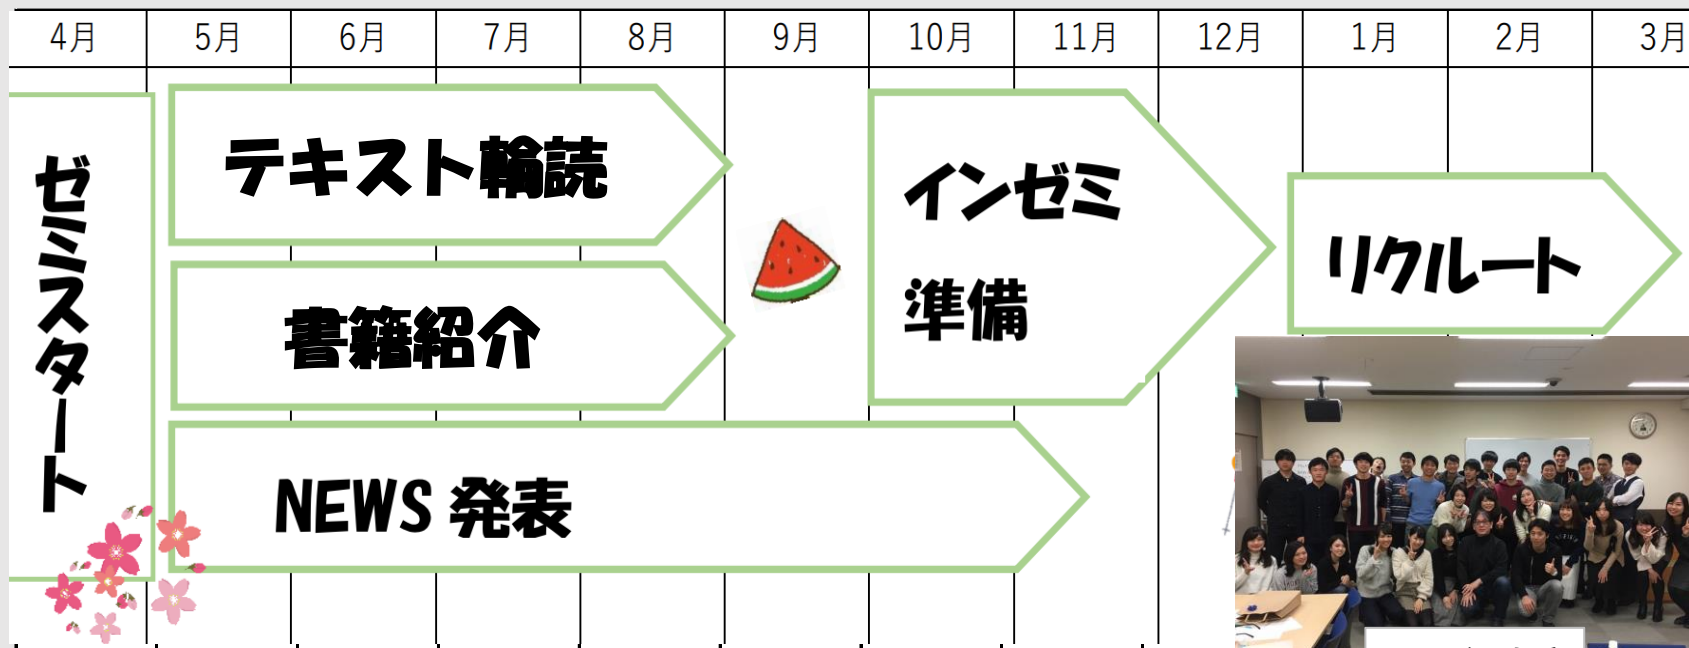 4月 5月 6月 7月 8月 9月 10月 11月 12月 1月 2月 3月
ゼミスタート
テキスト輪読
書籍紹介
NEWS 発表
インゼミ
準備
リクルート